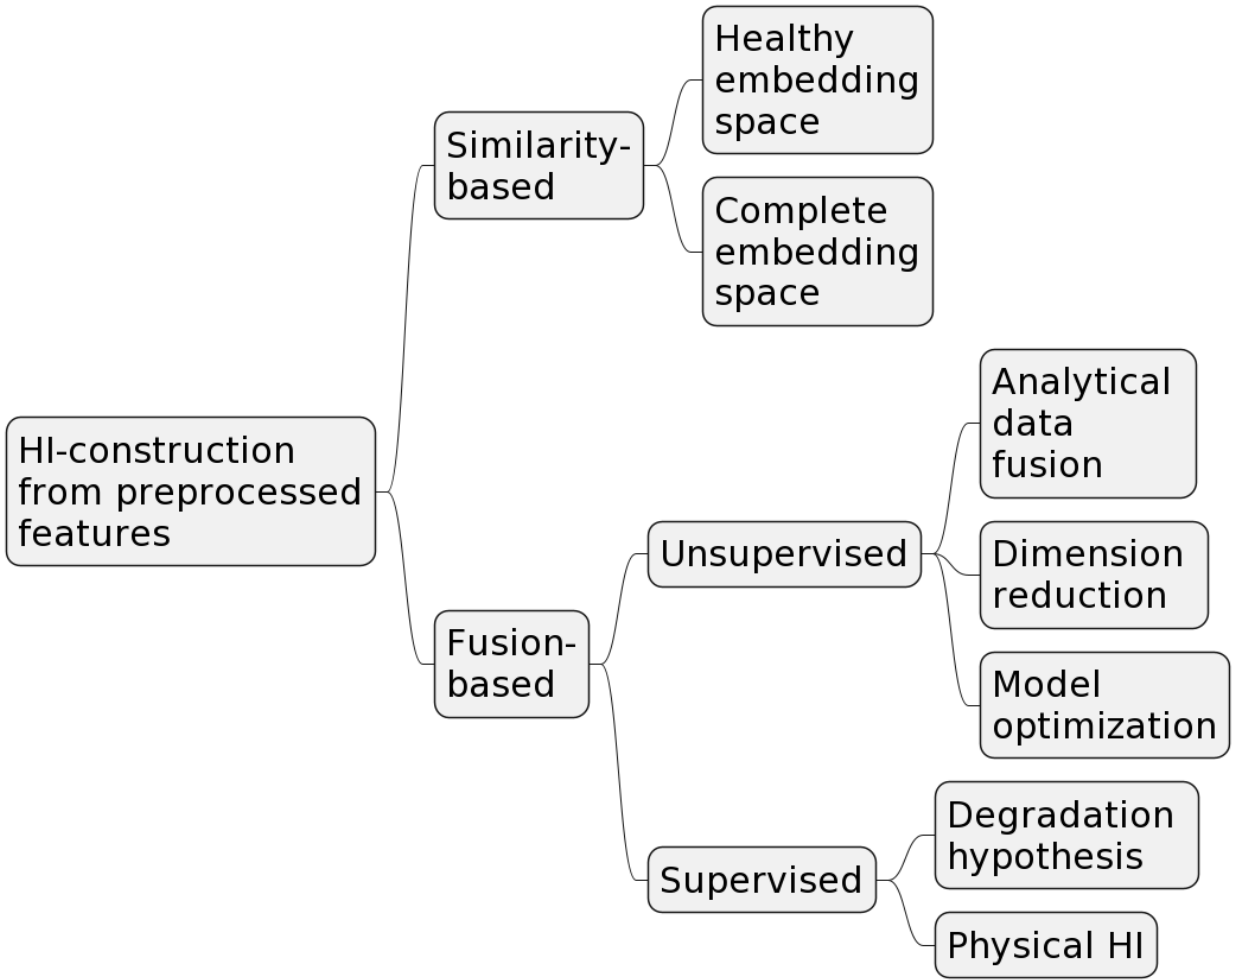 Healthy
embedding
space
Similarity-
based
Complete
embedding
space
HI-construction
from preprocessed
features
Analytical
data
fusion
Unsupervised
Dimension
reduction
Fusion-
based
Model
optimization
Degradation
hypothesis
Supervised
Physical HI